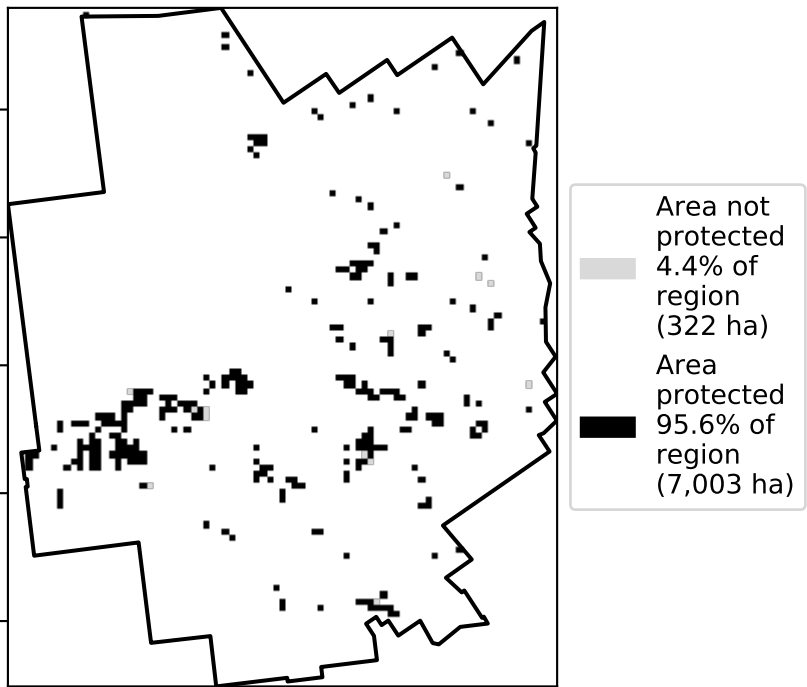 Area not
protected
4.4% of
region
(322 ha)
Area
protected
95.6% of
region
(7,003 ha)